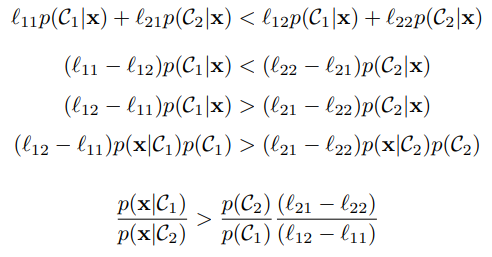 ℓ₁₁p(𝒞₁|𝐱) + ℓ₂₁p(𝒞₂|𝐱) < ℓ₁₂p(𝒞₁|𝐱) + ℓ₂₂p(𝒞₂|𝐱)
(ℓ₁₁ − ℓ₁₂)p(𝒞₁|𝐱) < (ℓ₂₂ − ℓ₂₁)p(𝒞₂|𝐱)
(ℓ₁₂ − ℓ₁₁)p(𝒞₁|𝐱) > (ℓ₂₁ − ℓ₂₂)p(𝒞₂|𝐱)
(ℓ₁₂ − ℓ₁₁)p(𝐱|𝒞₁)p(𝒞₁) > (ℓ₂₁ − ℓ₂₂)p(𝐱|𝒞₂)p(𝒞₂)
p(𝐱|𝒞₁)/p(𝐱|𝒞₂) > p(𝒞₂)/p(𝒞₁) (ℓ₂₁ − ℓ₂₂)/(ℓ₁₂ − ℓ₁₁)